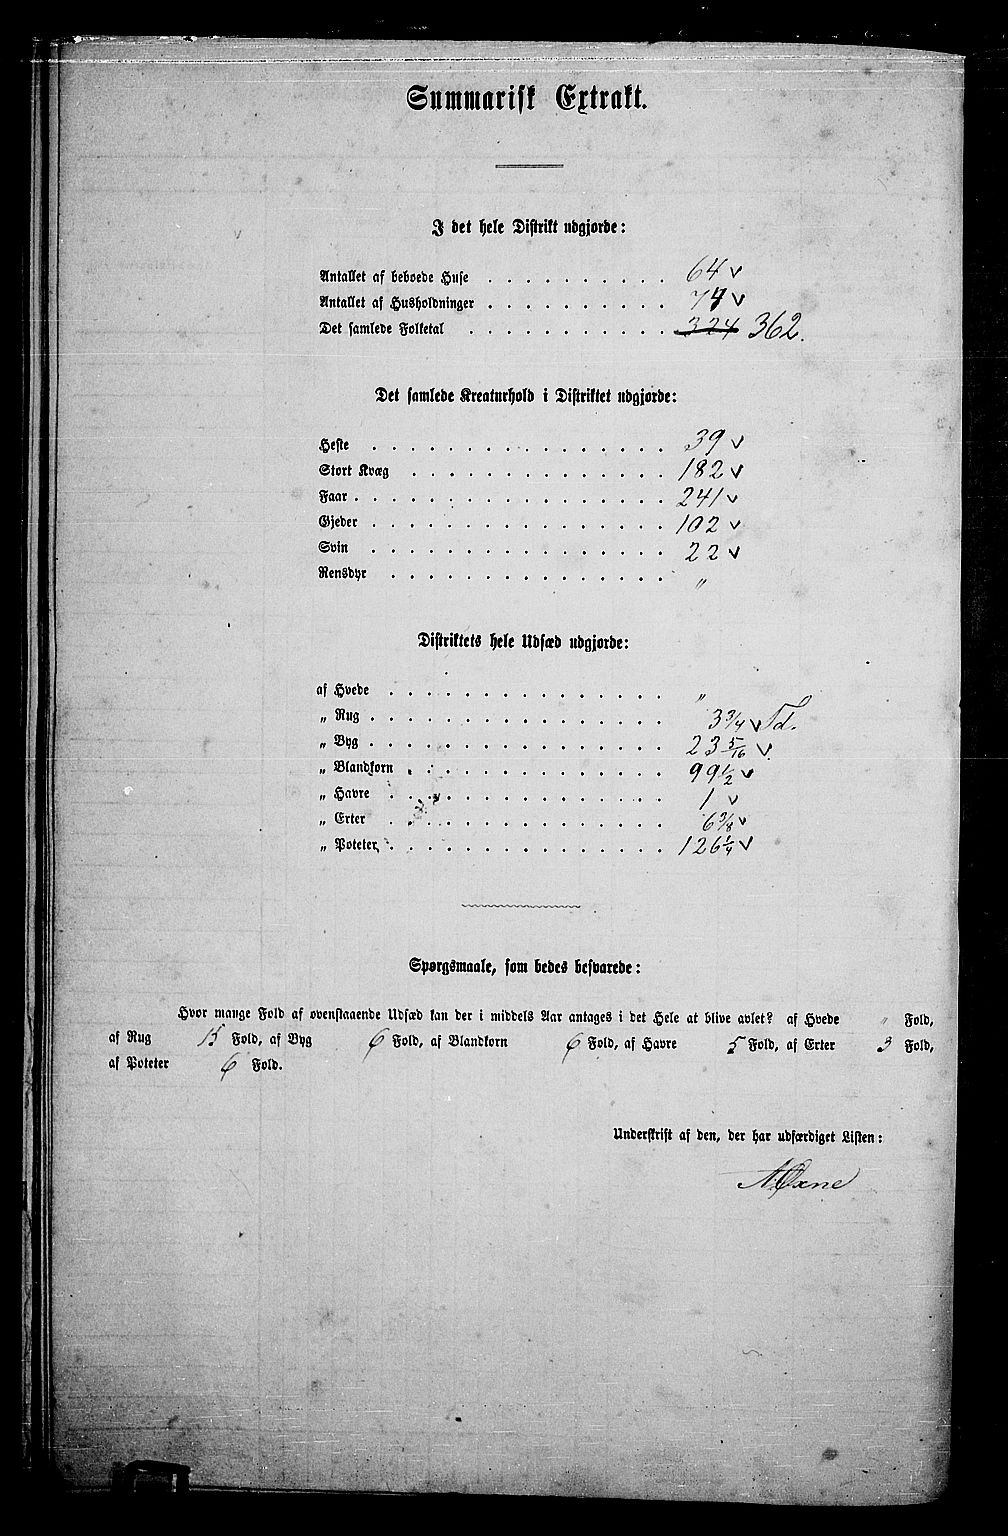 Summarisk Extrakt.
I det hele Distrikt udgjorde:
Antallet af beboede Huse . . . . . . . . . . 64 ✓
Antallet af Husholdninger . . . . . . . . . . 74 ✓
Det samlede Folketal . . . . . . . . . . . 324 362.
Det samlede Kreaturhold i Distriktet udgjorde:
Heste . . . . . . . . . . . . . . . . 39 ✓
Stort Kvæg . . . . . . . . . . . . . . 182 ✓
Faar . . . . . . . . . . . . . . . . . 241 ✓
Gjeder . . . . . . . . . . . . . . . . 102 ✓
Svin . . . . . . . . . . . . . . . . 22 ✓
Rensdyr . . . . . . . . . . . . . . . „
Distriktets hele Udsæd udgjorde:
af Hvede . . . . . . . . . . . . . . . „
„ Rug . . . . . . . . . . . . . . . . 3 3/4 ✓ Td.
„ Byg . . . . . . . . . . . . . . . . 23 5/16 ✓
„ Blandkorn . . . . . . . . . . . . . . 99 1/2 ✓
„ Havre . . . . . . . . . . . . . . . 1 ✓
„ Erter . . . . . . . . . . . . . . . 6 3/8 ✓
„ Poteter . . . . . . . . . . . . . . . 126 1/4 ✓
Spørgsmaale, som bedes besvarede:
Hvor mange Fold af ovenstaaende Udsæd kan der i middels Aar antages i det Hele at blive avlet? af Hvede „ Fold,
af Rug 15 Fold, af Byg 6 Fold, af Blandkorn 6 Fold, af Havre 5 Fold, af Erter 3 Fold,
af Poteter 6 Fold.
Underskrift af den, der har udfærdiget Listen:
A Oxne